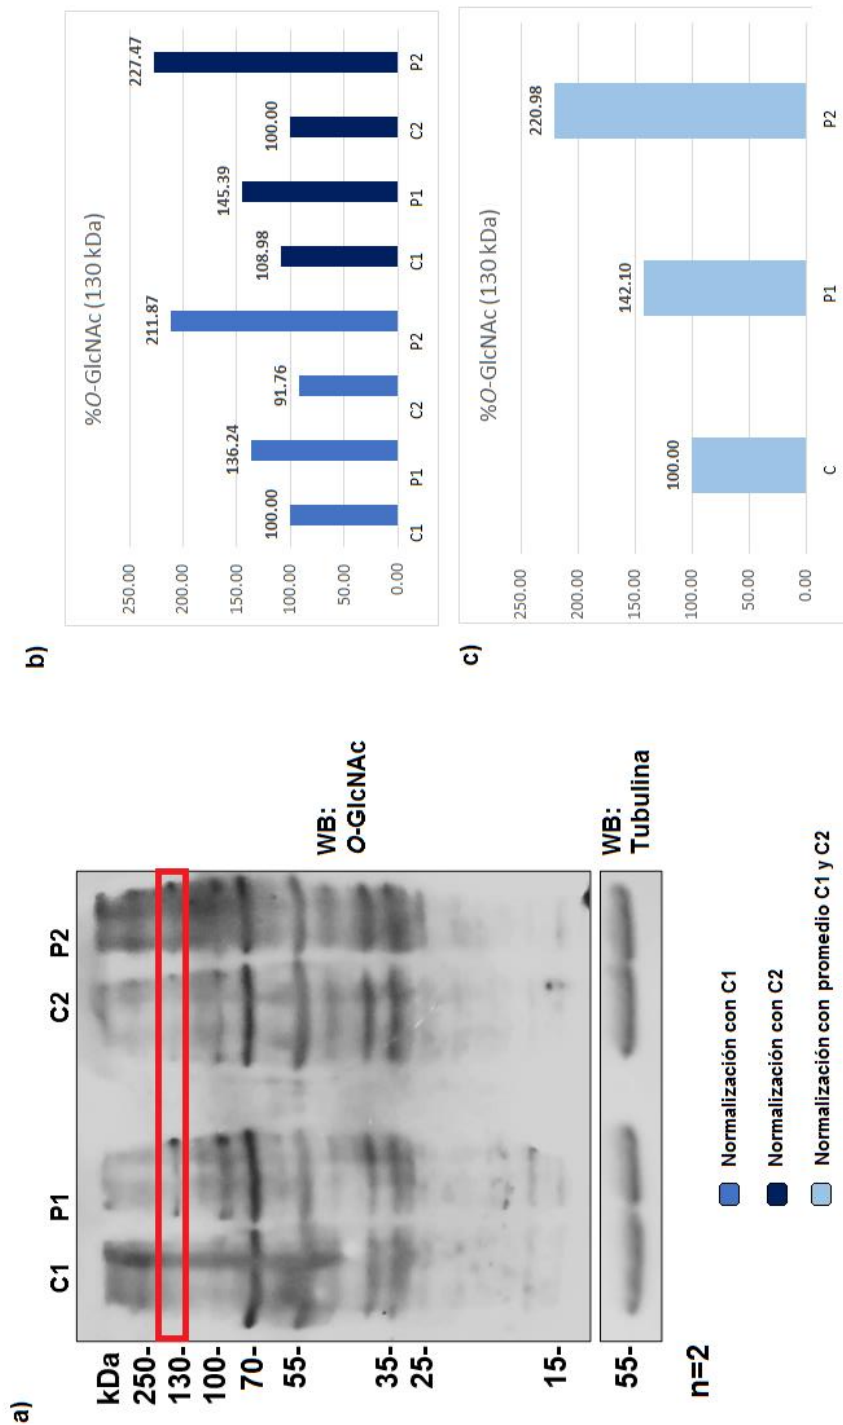 a)
C1 P1 C2 P2
kDa
250-
130-
100-
70-
55-
35-
25-
15-
55-
WB:
O-GlcNAc
WB:
Tubulina
n=2
Normalización con C1
Normalización con C2
Normalización con promedio C1 y C2
b)
%O-GlcNAc (130 kDa)
250.00
200.00
150.00
100.00
50.00
0.00
100.00 136.24 91.76 211.87 108.98 145.39 100.00 227.47
C1 P1 C2 P2 C1 P1 C2 P2
c)
%O-GlcNAc (130 kDa)
250.00
200.00
150.00
100.00
50.00
0.00
100.00 142.10 220.98
C P1 P2